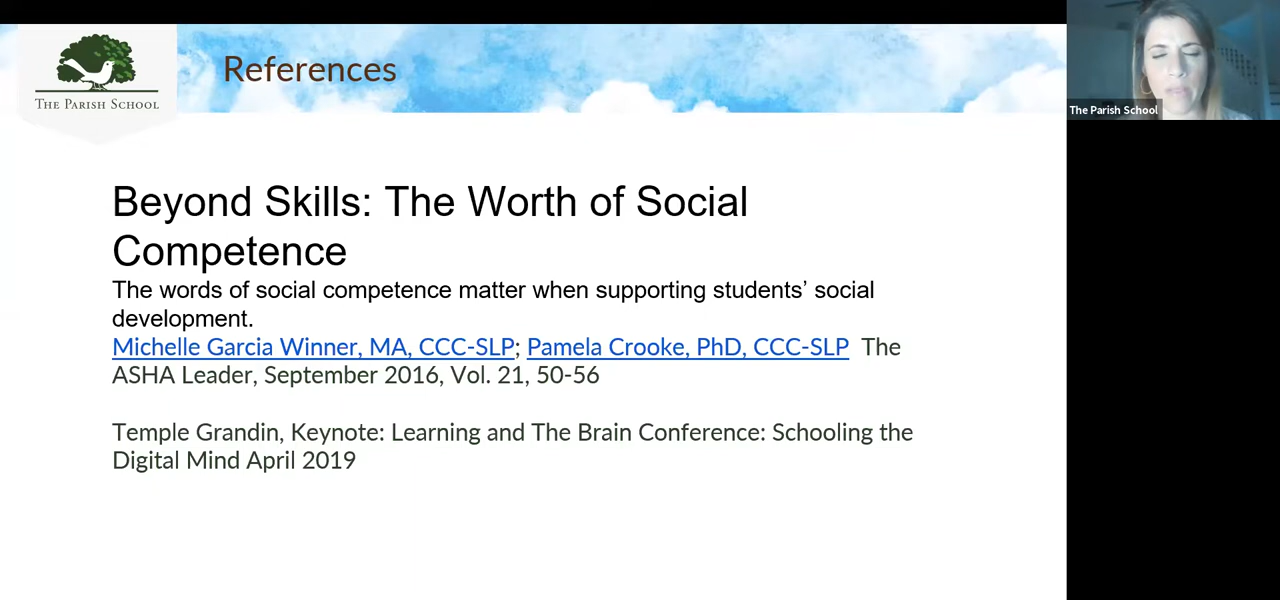 THE PARISH SCHOOL
References
The Parish School
Beyond Skills: The Worth of Social
Competence
The words of social competence matter when supporting students’ social
development.
Michelle Garcia Winner, MA, CCC-SLP; Pamela Crooke, PhD, CCC-SLP The
ASHA Leader, September 2016, Vol. 21, 50-56
Temple Grandin, Keynote: Learning and The Brain Conference: Schooling the
Digital Mind April 2019